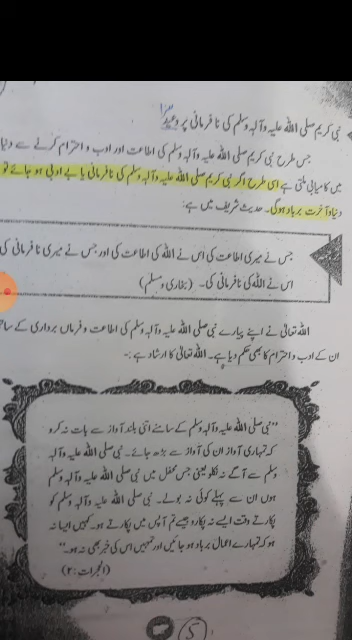 نبی کریم صلی اللہ علیہ وآلہ وسلم کی نافرمانی پر وعید
سزا
جس طرح نبی کریم صلی اللہ علیہ وآلہ وسلم کی اطاعت اور ادب و احترام کرنے سے دنیا
میں کامیابی ملتی ہے اسی طرح اگر نبی کریم صلی اللہ علیہ وآلہ وسلم کی نافرمانی یا بے ادبی ہو جائے تو
دنیا و آخرت برباد ہوگی۔ حدیث شریف میں ہے:
جس نے میری اطاعت کی اس نے اللہ کی اطاعت کی اور جس نے میری نافرمانی کی
اس نے اللہ کی نافرمانی کی۔ (بخاری و مسلم)
اللہ تعالیٰ نے اپنے پیارے نبی صلی اللہ علیہ وآلہ وسلم کی اطاعت و فرماں برداری کے ساتھ
ان کے ادب و احترام کا بھی حکم دیا ہے۔ اللہ تعالیٰ کا ارشاد ہے :-
"نبی صلی اللہ علیہ وآلہ وسلم کے سامنے اتنی بلند آواز سے بات نہ کرو
کہ تمہاری آواز ان کی آواز سے بڑھ جائے۔ نبی صلی اللہ علیہ وآلہ
وسلم سے آگے نہ نکلو یعنی جس محفل میں نبی صلی اللہ علیہ وآلہ وسلم
ہوں ان سے پہلے کوئی نہ بولے۔ نبی صلی اللہ علیہ وآلہ وسلم کو
پکارتے وقت ایسے نہ پکارو جیسے تم آپس میں پکارتے ہو۔ کہیں ایسا نہ
ہو کہ تمہارے اعمال برباد ہو جائیں اور تمہیں اس کی خبر بھی نہ ہو۔"
(الحجرات: ۲)
5